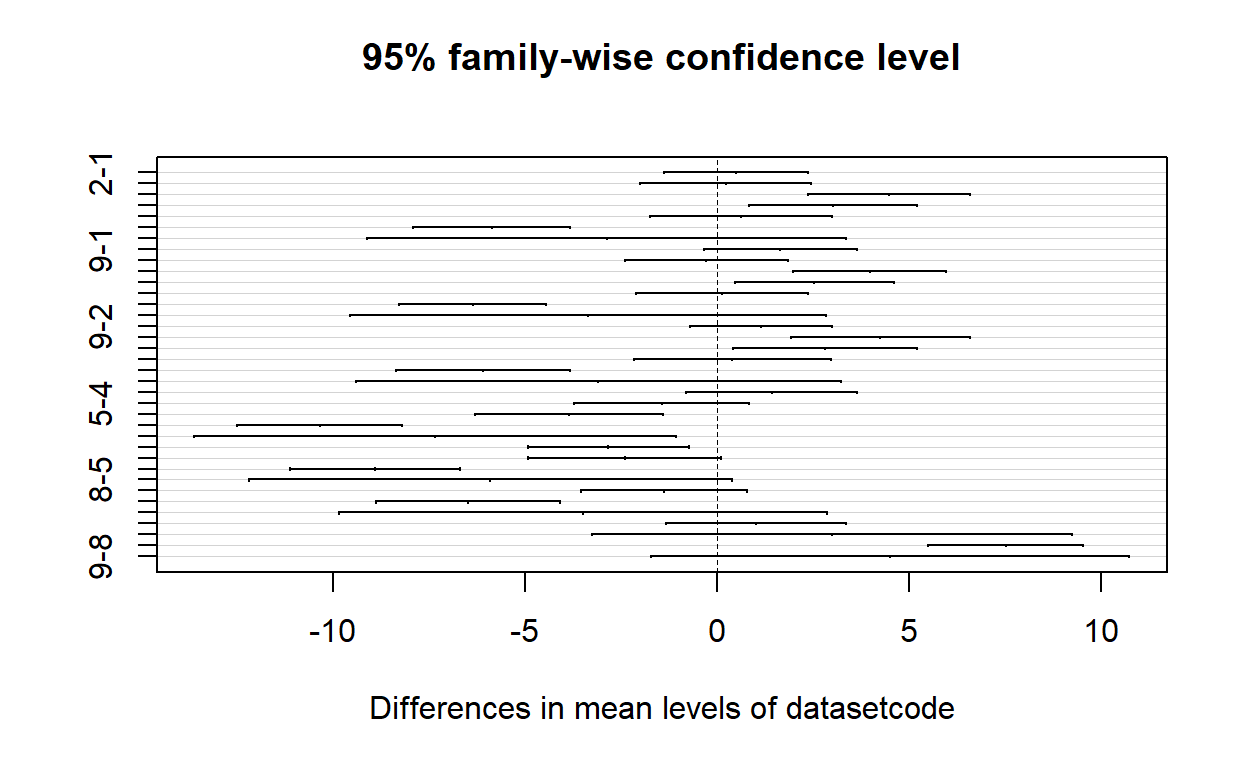 95% family-wise confidence level
2-1
9-1
9-2
5-4
8-5
9-8
-10 -5 0 5 10
Differences in mean levels of datasetcode